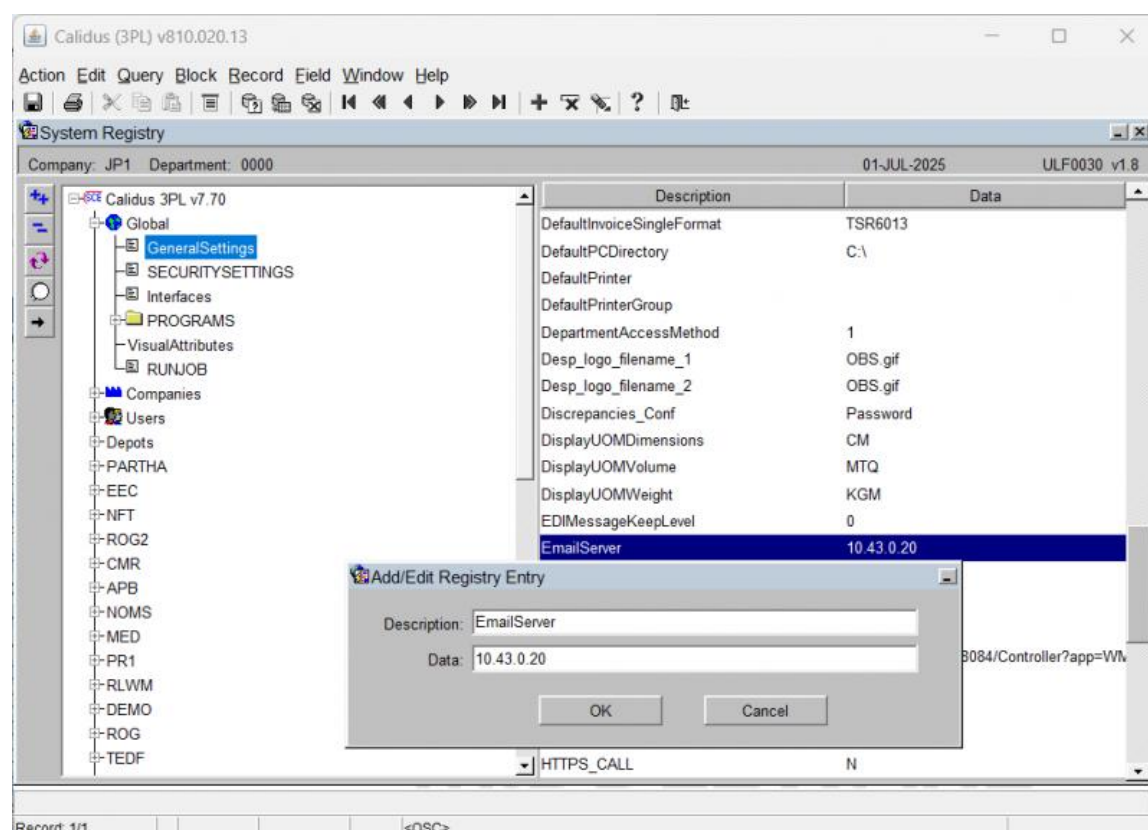 Calidus (3PL) v810.020.13
Action Edit Query Block Record Field Window Help
System Registry
Company: JP1 Department: 0000 01-JUL-2025 ULF0030 v1.8
Calidus 3PL v7.70
Global
GeneralSettings
SECURITYSETTINGS
Interfaces
PROGRAMS
VisualAttributes
RUNJOB
Companies
Users
Depots
PARTHA
EEC
NFT
ROG2
CMR
APB
NOMS
MED
PR1
RLWM
DEMO
ROG
TEDF
Description Data
DefaultInvoiceSingleFormat TSR6013
DefaultPCDirectory C:\
DefaultPrinter
DefaultPrinterGroup
DepartmentAccessMethod 1
Desp_logo_filename_1 OBS.gif
Desp_logo_filename_2 OBS.gif
Discrepancies_Conf Password
DisplayUOMDimensions CM
DisplayUOMVolume MTQ
DisplayUOMWeight KGM
EDIMessageKeepLevel 0
EmailServer 10.43.0.20
8084/Controller?app=WM
HTTPS_CALL N
Add/Edit Registry Entry
Description: EmailServer
Data: 10.43.0.20
OK Cancel
Record: 1/1 <OSC>